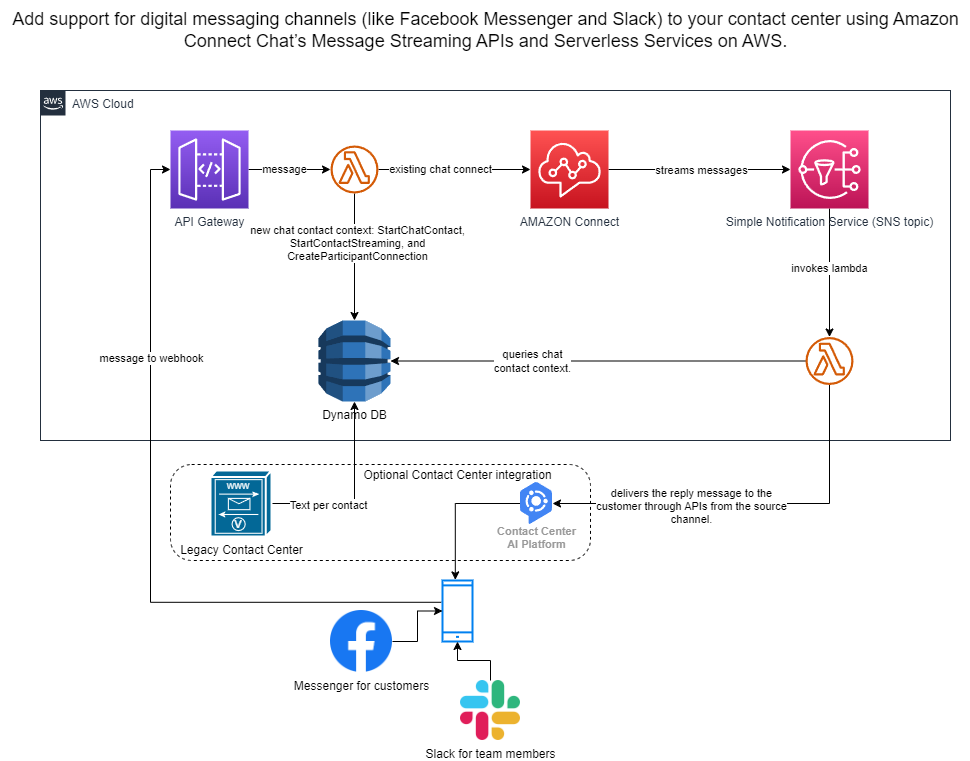 Add support for digital messaging channels (like Facebook Messenger and Slack) to your contact center using Amazon
Connect Chat’s Message Streaming APIs and Serverless Services on AWS.
aws
AWS Cloud
message
existing chat connect
streams messages
API Gateway
AMAZON Connect
Simple Notification Service (SNS topic)
new chat contact context: StartChatContact,
StartContactStreaming, and
CreateParticipantConnection
invokes lambda
message to webhook
queries chat
contact context.
Dynamo DB
Optional Contact Center integration
WWW
V
Text per contact
Legacy Contact Center
Contact Center
AI Platform
delivers the reply message to the
customer through APIs from the source
channel.
Messenger for customers
Slack for team members